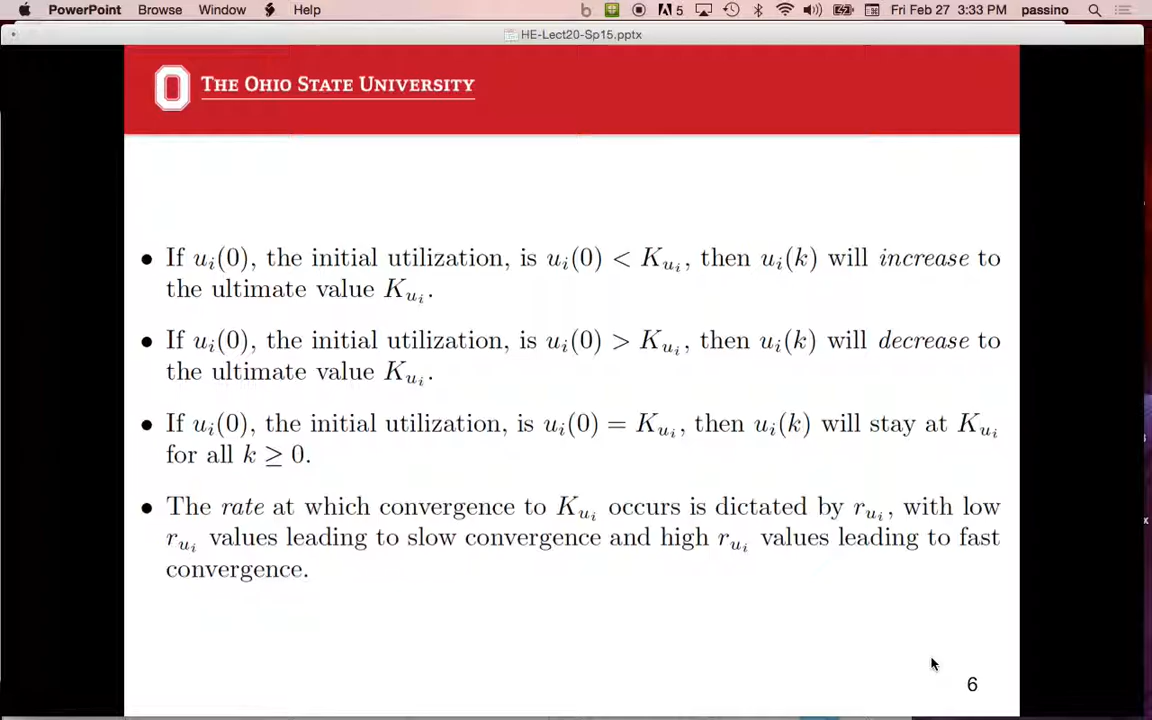 PowerPoint Browse Window Help 5 Fri Feb 27 3:33 PM passino
HE-Lect20-Sp15.pptx
THE OHIO STATE UNIVERSITY
• If u_i(0), the initial utilization, is u_i(0) < K_{u_i}, then u_i(k) will increase to
the ultimate value K_{u_i}.
• If u_i(0), the initial utilization, is u_i(0) > K_{u_i}, then u_i(k) will decrease to
the ultimate value K_{u_i}.
• If u_i(0), the initial utilization, is u_i(0) = K_{u_i}, then u_i(k) will stay at K_{u_i}
for all k ≥ 0.
• The rate at which convergence to K_{u_i} occurs is dictated by r_{u_i}, with low
r_{u_i} values leading to slow convergence and high r_{u_i} values leading to fast
convergence.
6